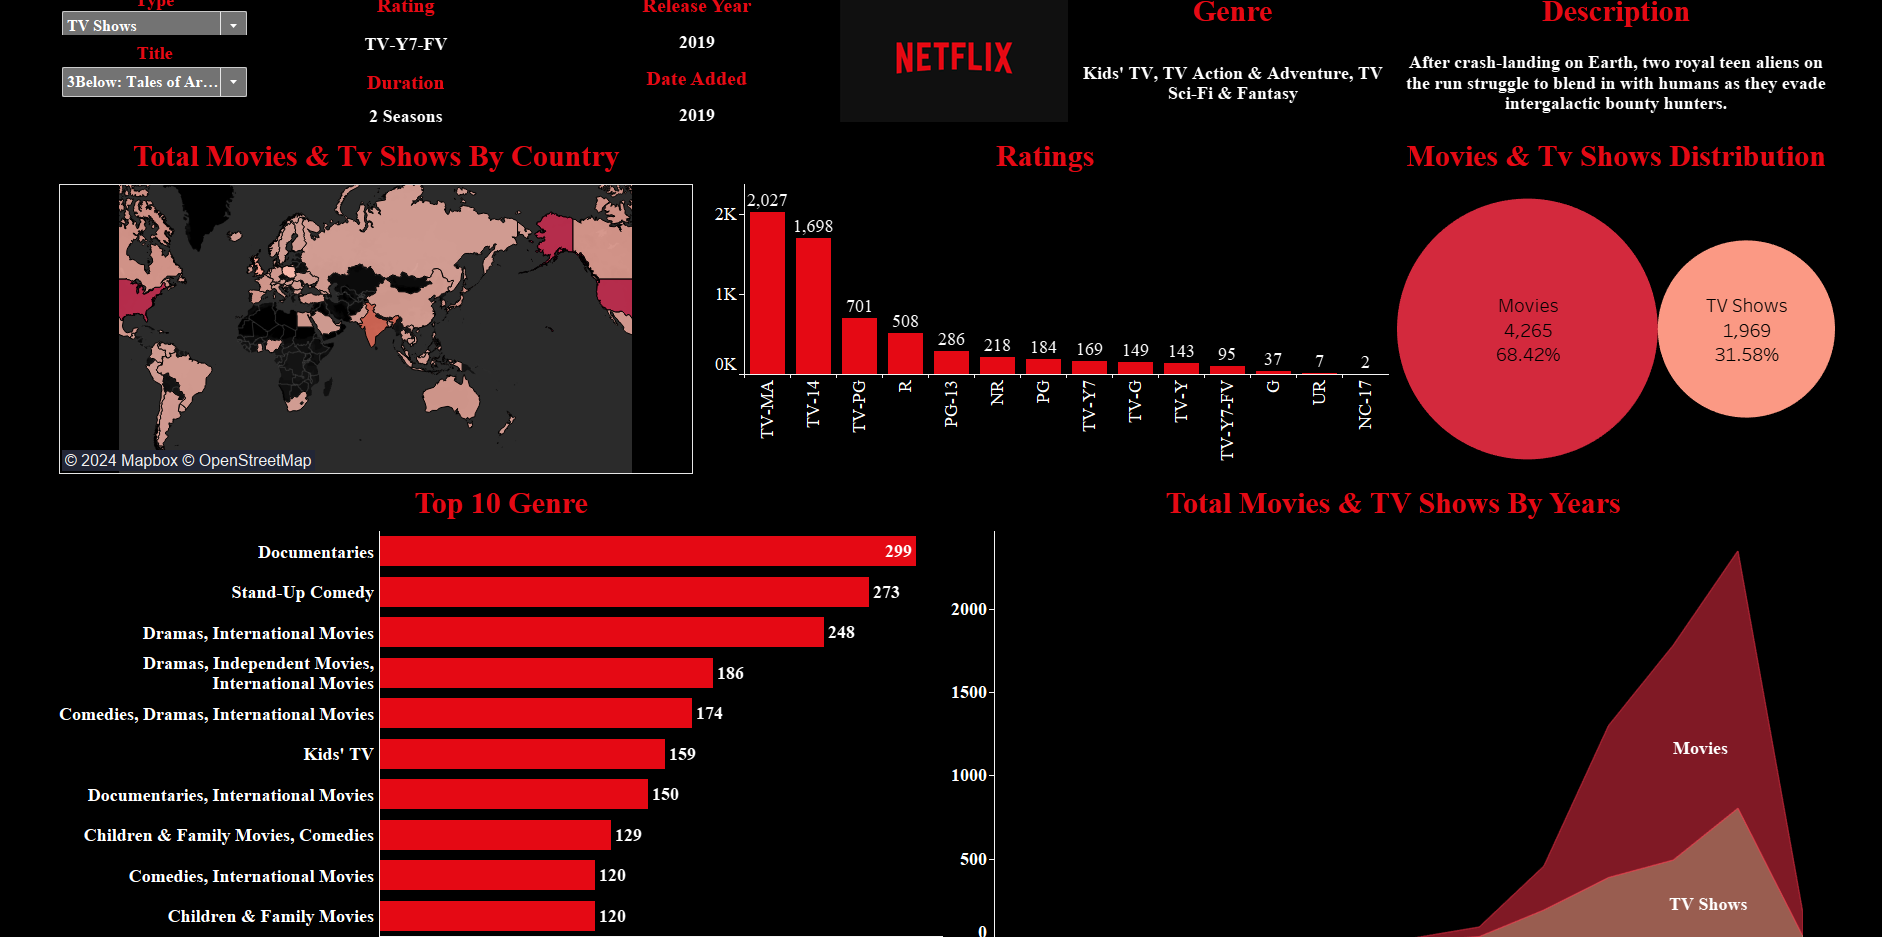 Type
TV Shows
Title
3Below: Tales of Ar...
Rating
TV-Y7-FV
Duration
2 Seasons
Release Year
2019
Date Added
2019
NETFLIX
Genre
Kids' TV, TV Action & Adventure, TV
Sci-Fi & Fantasy
Description
After crash-landing on Earth, two royal teen aliens on
the run struggle to blend in with humans as they evade
intergalactic bounty hunters.
Total Movies & Tv Shows By Country
© 2024 Mapbox © OpenStreetMap
Ratings
2K
1K
0K
2,027
1,698
701
508
286
218
184
169
149
143
95
37
7
2
TV-MA
TV-14
TV-PG
R
PG-13
NR
PG
TV-Y7
TV-G
TV-Y
TV-Y7-FV
G
UR
NC-17
Movies & Tv Shows Distribution
Movies
4,265
68.42%
TV Shows
1,969
31.58%
Top 10 Genre
Documentaries 299
Stand-Up Comedy 273
Dramas, International Movies 248
Dramas, Independent Movies,
International Movies 186
Comedies, Dramas, International Movies 174
Kids' TV 159
Documentaries, International Movies 150
Children & Family Movies, Comedies 129
Comedies, International Movies 120
Children & Family Movies 120
Total Movies & TV Shows By Years
2000
1500
1000
500
0
Movies
TV Shows